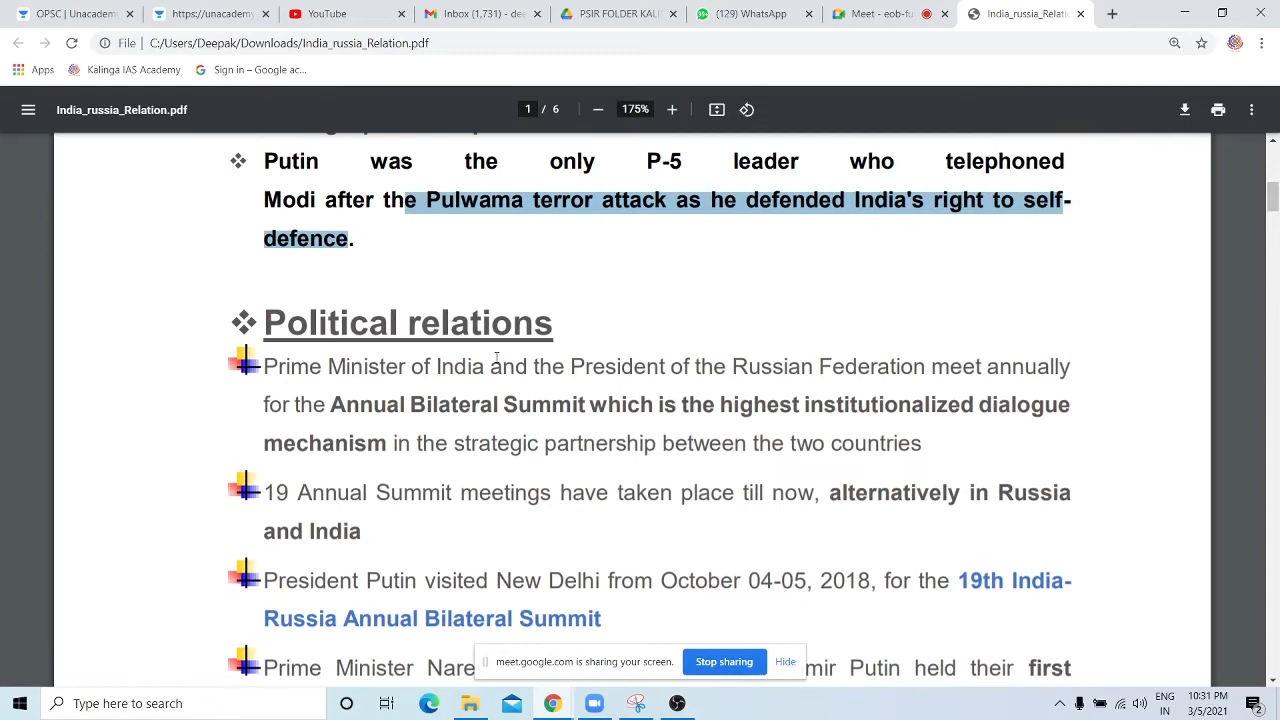 OPSC | Unacadem
https://unacademy
YouTube
Inbox (1,731) - dee
PSIR FOLDER KALI
(129) WhatsApp
Meet - eob-fu
India_russia_Relati
File | C:/Users/Deepak/Downloads/India_russia_Relation.pdf
Apps Kalinga IAS Academy Sign in – Google ac...
India_russia_Relation.pdf 1 / 6 175%
Putin was the only P-5 leader who telephoned
Modi after the Pulwama terror attack as he defended India's right to self-
defence.
Political relations
Prime Minister of India and the President of the Russian Federation meet annually
for the Annual Bilateral Summit which is the highest institutionalized dialogue
mechanism in the strategic partnership between the two countries
19 Annual Summit meetings have taken place till now, alternatively in Russia
and India
President Putin visited New Delhi from October 04-05, 2018, for the 19th India-
Russia Annual Bilateral Summit
Prime Minister Nare mir Putin held their first
meet.google.com is sharing your screen. Stop sharing Hide
Type here to search
ENG
IN
10:31 PM
3/5/2021
2